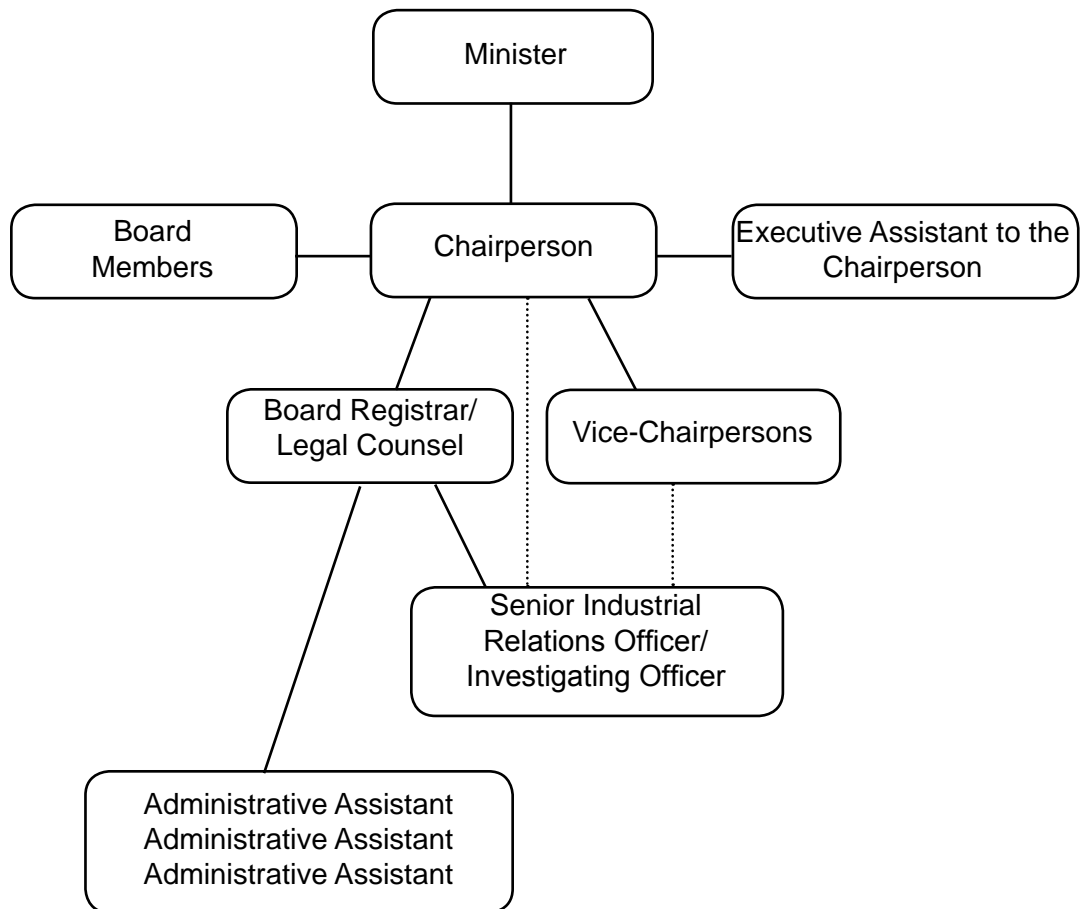 Minister
Board
Members
Chairperson
Executive Assistant to the
Chairperson
Board Registrar/
Legal Counsel
Vice-Chairpersons
Senior Industrial
Relations Officer/
Investigating Officer
Administrative Assistant
Administrative Assistant
Administrative Assistant